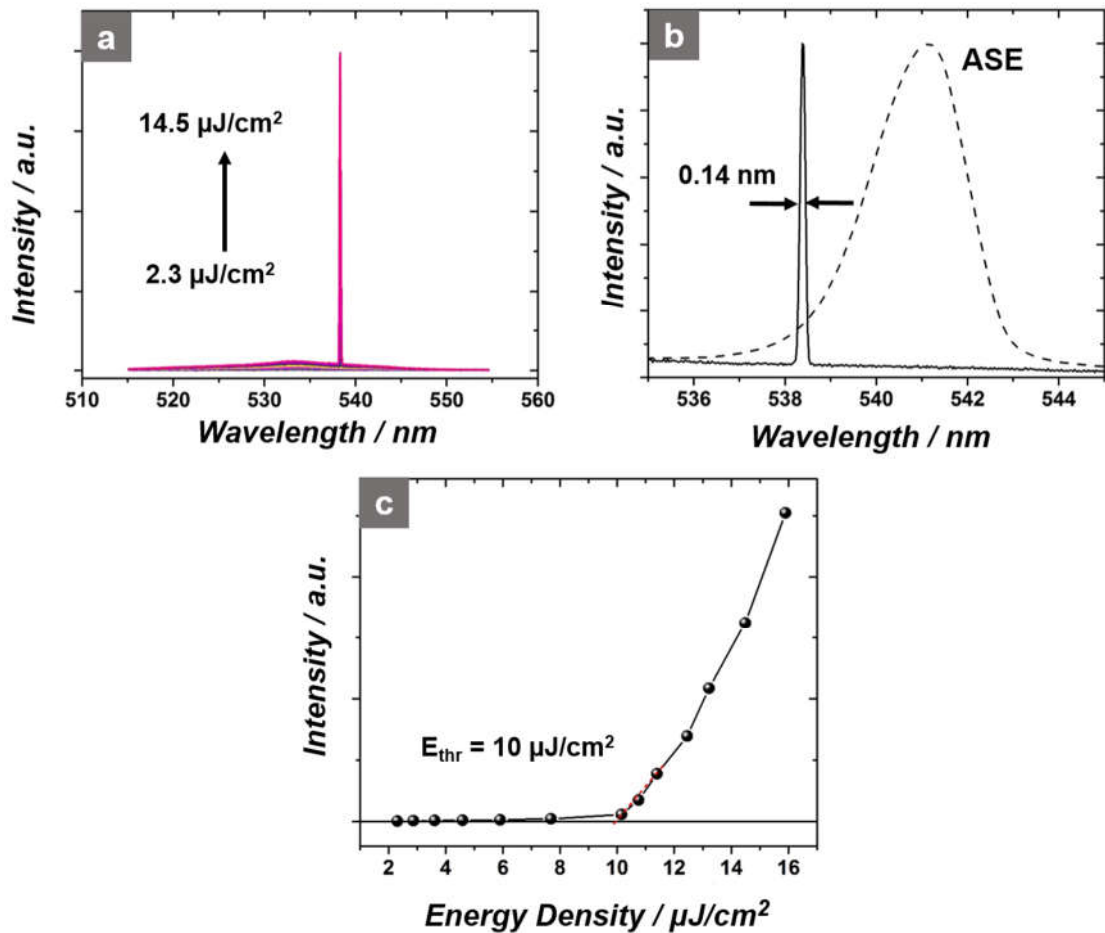 a
14.5 µJ/cm²
2.3 µJ/cm²
Intensity / a.u.
510 520 530 540 550 560
Wavelength / nm
b
ASE
0.14 nm
Intensity / a.u.
536 538 540 542 544
Wavelength / nm
c
Intensity / a.u.
E_thr = 10 µJ/cm²
2 4 6 8 10 12 14 16
Energy Density / µJ/cm²